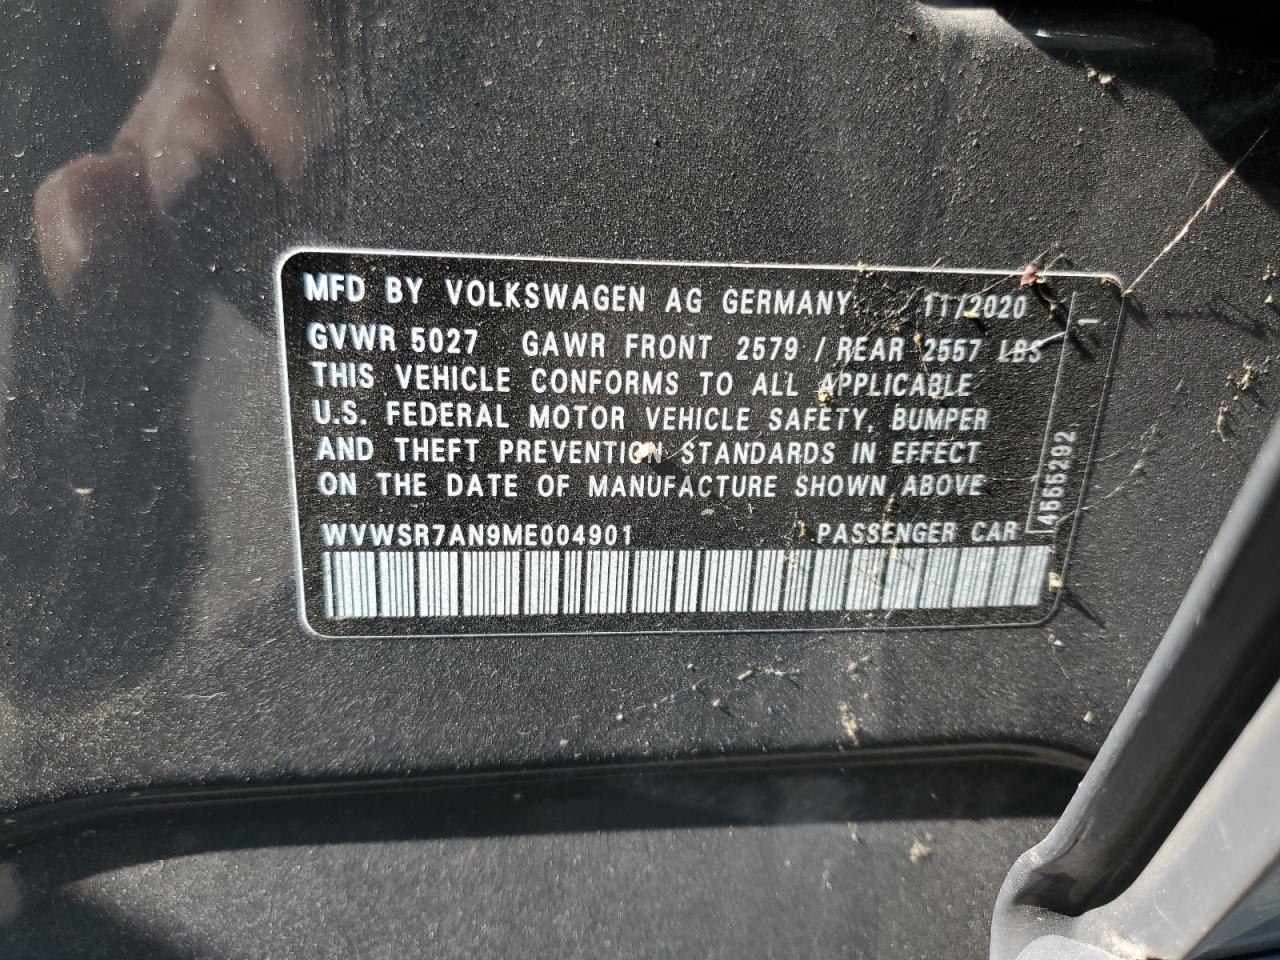 MFD BY VOLKSWAGEN AG GERMANY 11/2020
GVWR 5027 GAWR FRONT 2579 / REAR 2557 LBS
THIS VEHICLE CONFORMS TO ALL APPLICABLE
U.S. FEDERAL MOTOR VEHICLE SAFETY, BUMPER
AND THEFT PREVENTION STANDARDS IN EFFECT
ON THE DATE OF MANUFACTURE SHOWN ABOVE
WVWSR7AN9ME004901 PASSENGER CAR
4555292